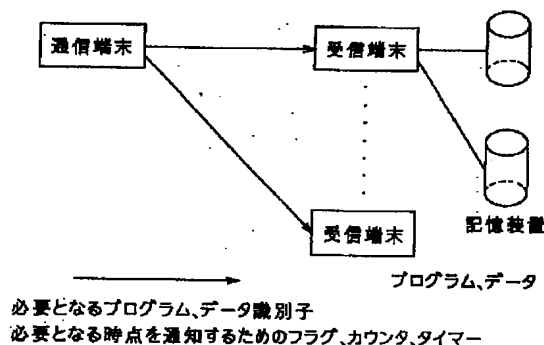 通信端末
受信端末
受信端末
記憶装置
プログラム、データ
必要となるプログラム、データ識別子
必要となる時点を通知するためのフラグ、カウンタ、タイマー